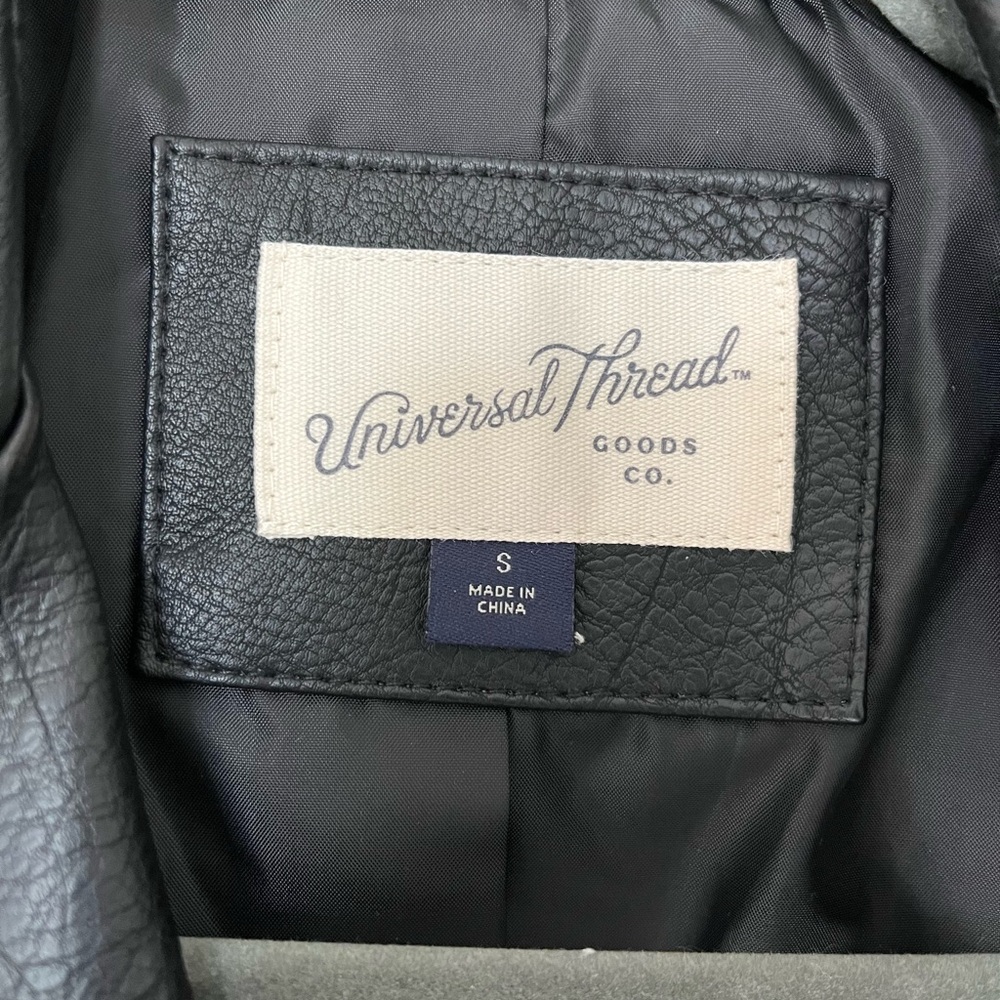 Universal Thread™
GOODS
CO.
S
MADE IN
CHINA